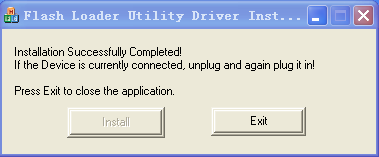 Flash Loader Utility Driver Inst...
Installation Successfully Completed!
If the Device is currently connected, unplug and again plug it in!
Press Exit to close the application.
Install
Exit